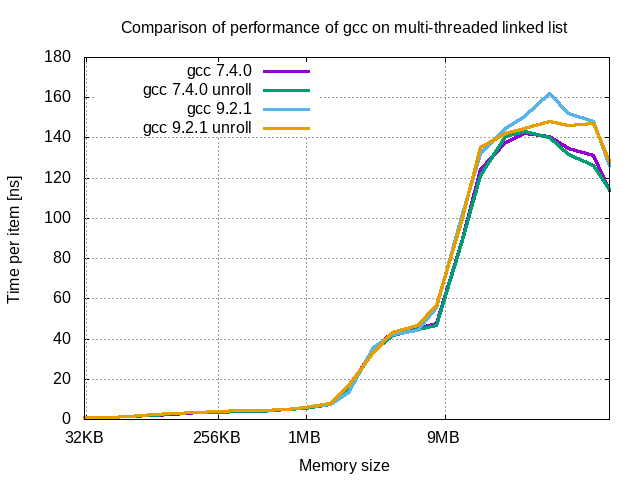 Comparison of performance of gcc on multi-threaded linked list
180
160
140
120
100
80
60
40
20
0
Time per item [ns]
gcc 7.4.0
gcc 7.4.0 unroll
gcc 9.2.1
gcc 9.2.1 unroll
32KB
256KB
1MB
9MB
Memory size